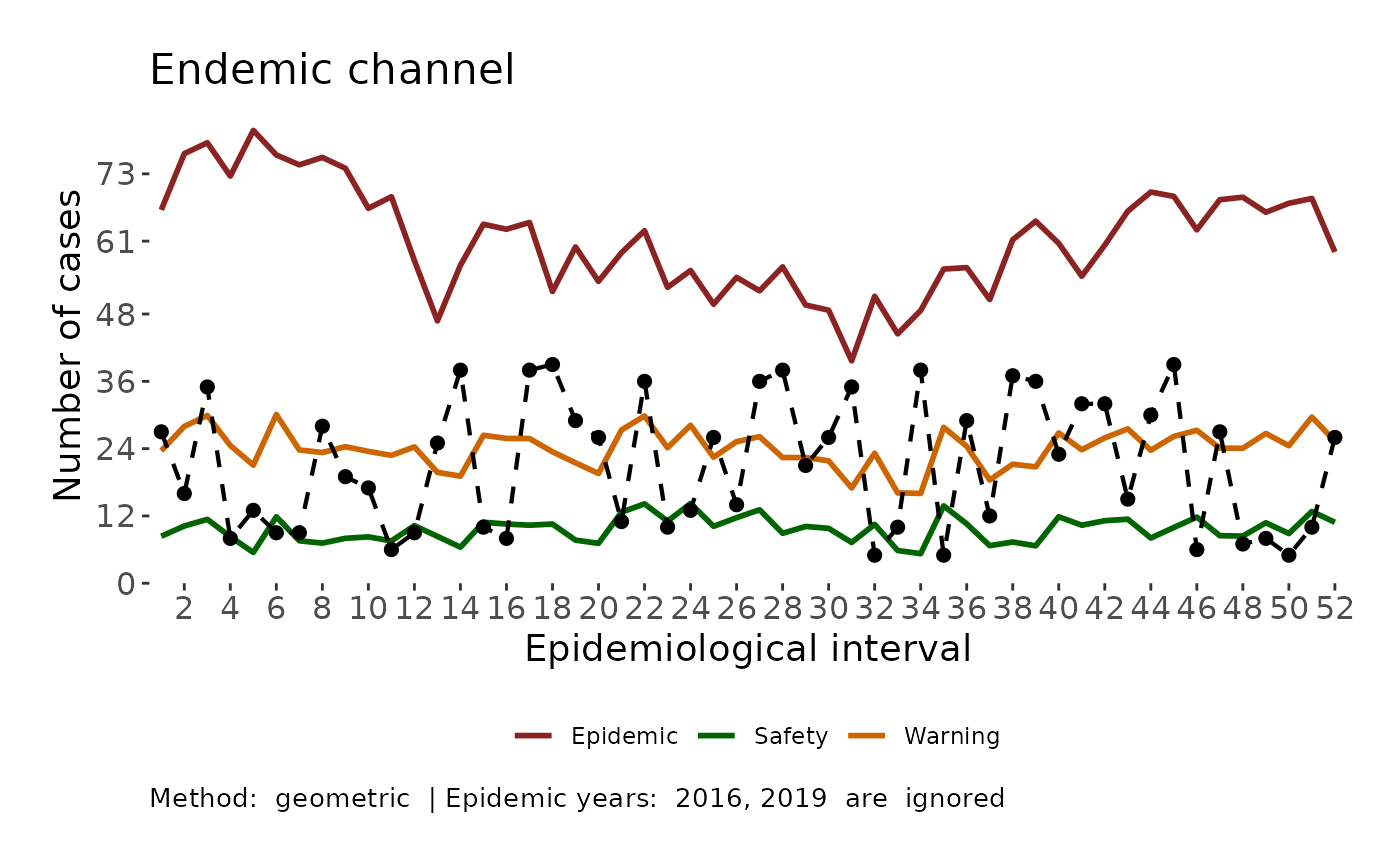 Endemic channel
Number of cases
73
61
48
36
24
12
0
2 4 6 8 10 12 14 16 18 20 22 24 26 28 30 32 34 36 38 40 42 44 46 48 50 52
Epidemiological interval
Epidemic Safety Warning
Method:  geometric  | Epidemic years:  2016, 2019  are  ignored